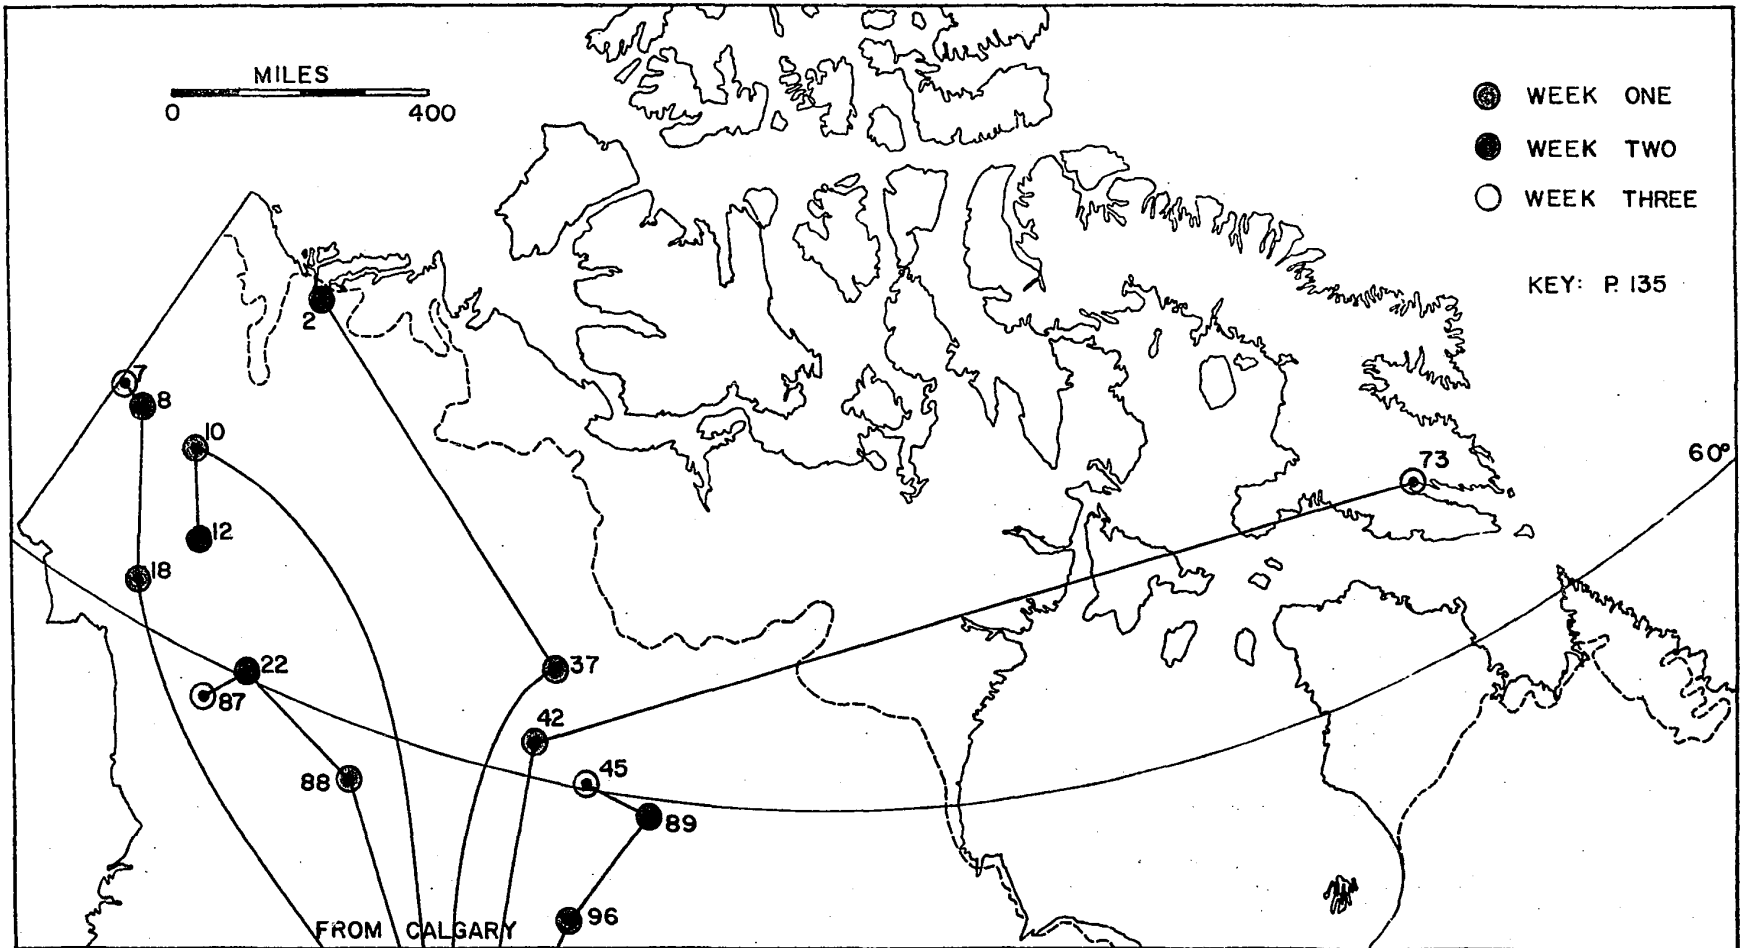 MILES
0 400
WEEK ONE
WEEK TWO
WEEK THREE
KEY: P. 135
2
7
8
10
12
18
22
87
88
37
42
45
89
96
73
60°
FROM CALGARY